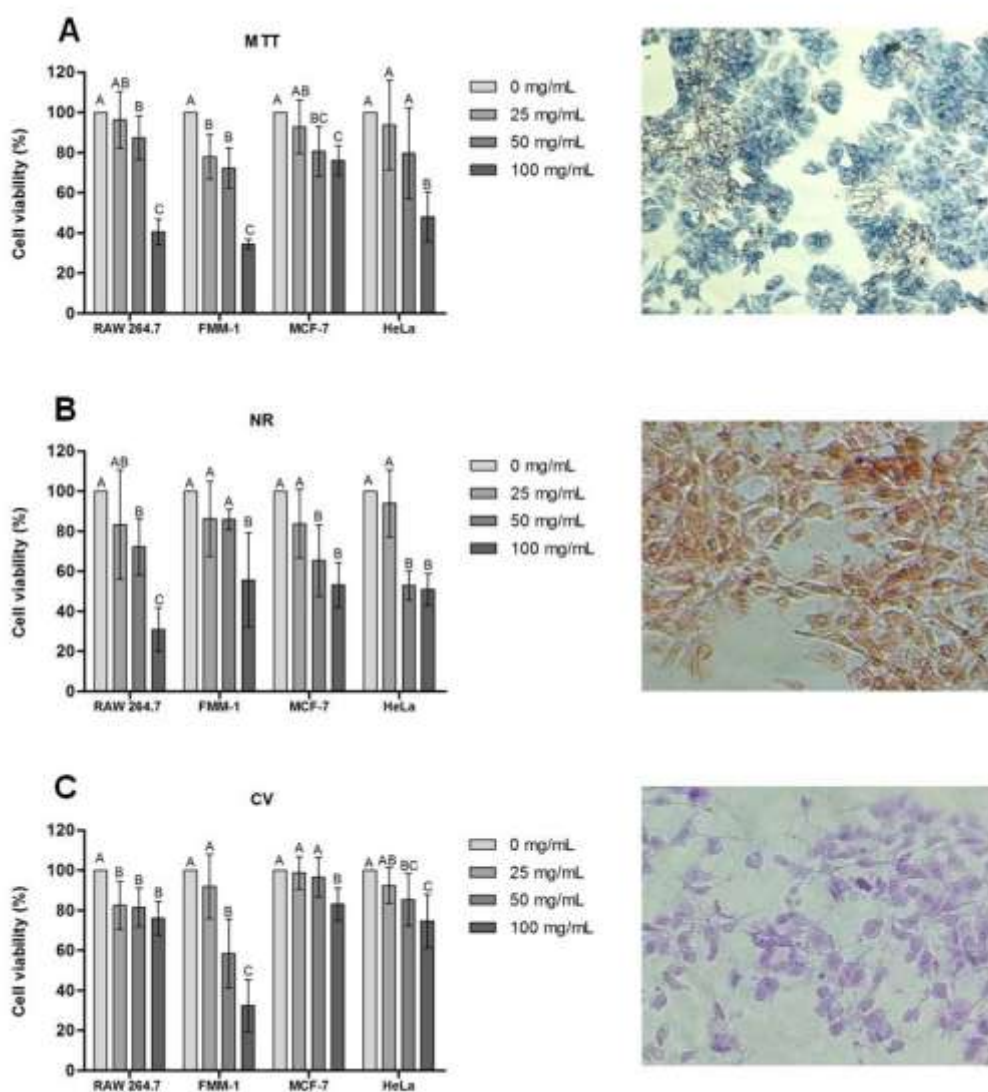 A
MTT
Cell viability (%)
120
100
80
60
40
20
0
A AB B C
A B B C
A AB BC C
A A A B
RAW 264.7 FMM-1 MCF-7 HeLa
0 mg/mL
25 mg/mL
50 mg/mL
100 mg/mL
B
NR
Cell viability (%)
120
100
80
60
40
20
0
A AB B C
A A A B
A A B B
A A B B
RAW 264.7 FMM-1 MCF-7 HeLa
0 mg/mL
25 mg/mL
50 mg/mL
100 mg/mL
C
CV
Cell viability (%)
120
100
80
60
40
20
0
A B B B
A A B C
A A A B
A AB BC C
RAW 264.7 FMM-1 MCF-7 HeLa
0 mg/mL
25 mg/mL
50 mg/mL
100 mg/mL